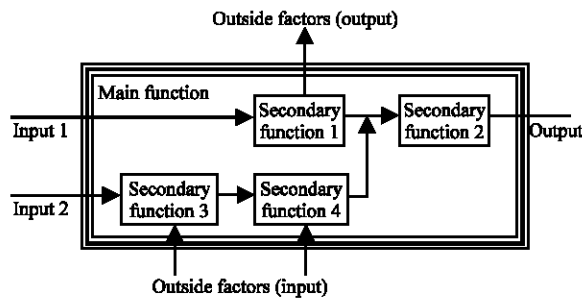 Outside factors (output)
Main function
Input 1
Secondary
function 1
Secondary
function 2
Output
Input 2
Secondary
function 3
Secondary
function 4
Outside factors (input)